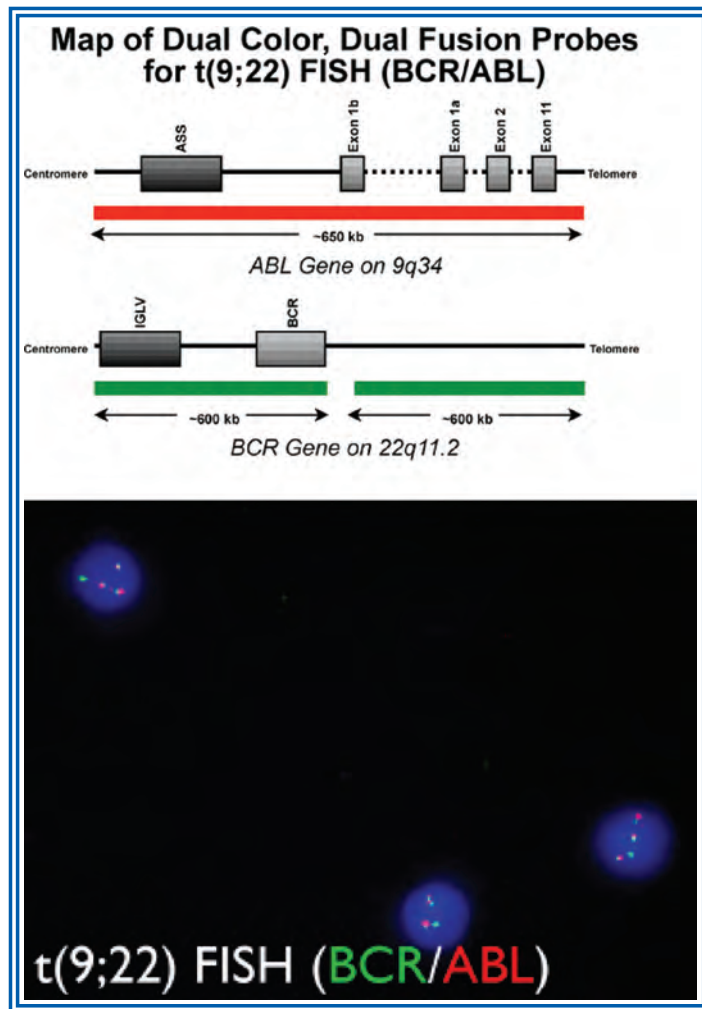 Map of Dual Color, Dual Fusion Probes
for t(9;22) FISH (BCR/ABL)
ASS
Exon 1b
Exon 1a
Exon 2
Exon 11
Centromere
Telomere
~650 kb
ABL Gene on 9q34
IGLV
BCR
Centromere
Telomere
~600 kb
~600 kb
BCR Gene on 22q11.2
t(9;22) FISH (BCR/ABL)